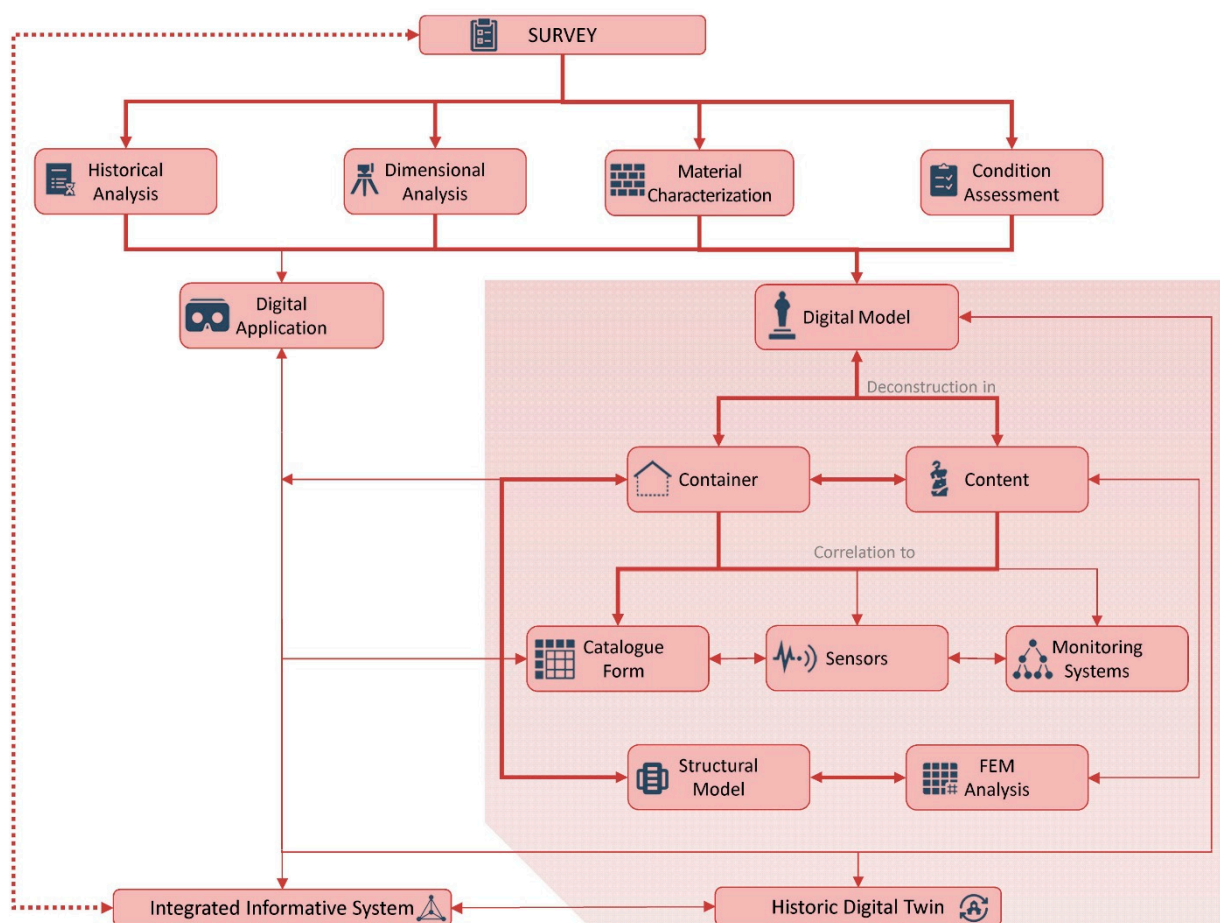 SURVEY
Historical
Analysis
Dimensional
Analysis
Material
Characterization
Condition
Assessment
Digital
Application
Digital Model
Deconstruction in
Container
Content
Correlation to
Catalogue
Form
Sensors
Monitoring
Systems
Structural
Model
FEM
Analysis
Integrated Informative System
Historic Digital Twin